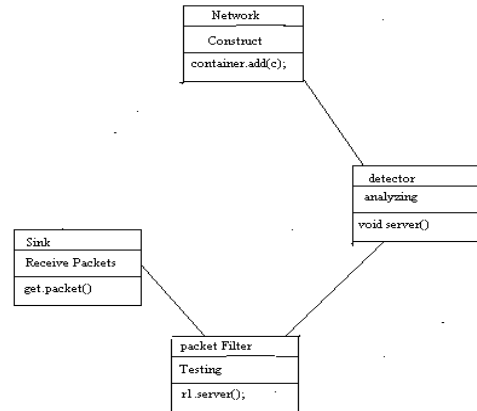 Network
Construct
container.add(c);
detector
analyzing
void server()
Sink
Receive Packets
get.packet()
packet Filter
Testing
r1.server();